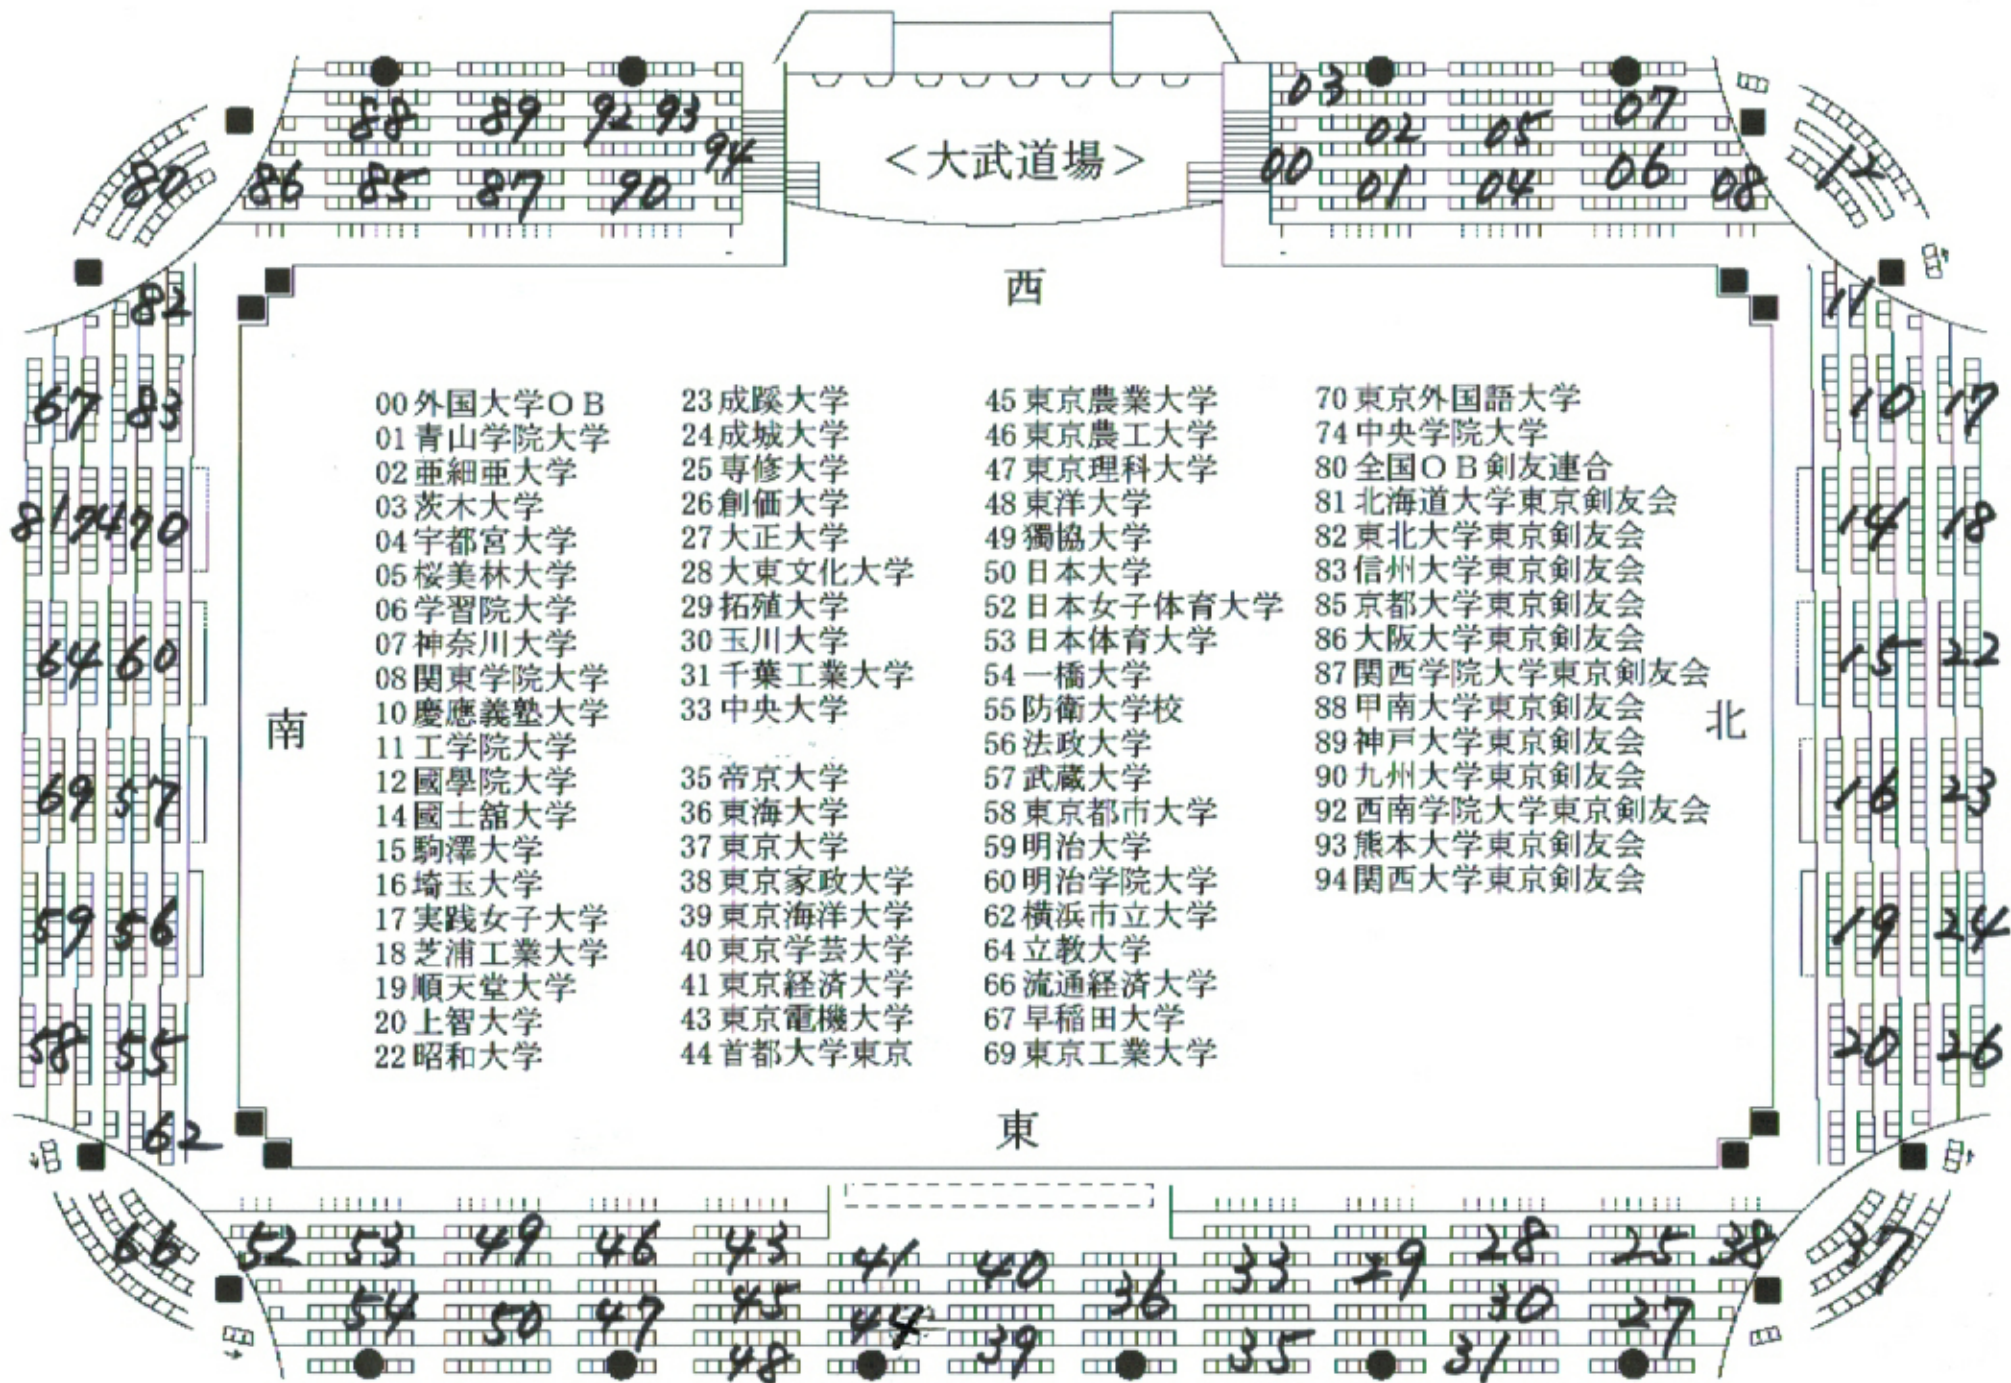 03 07
88 89 92 93 02 05 12
80 94 <大武道場> 00
86 85 87 90 01 04 06 08
西
82 11
67 83 10 17
81 74 70 14 18
64 60 15 22
69 57 16 23
59 56 19 24
58 55 20 26
62
南
北
00 外国大学OB
01 青山学院大学
02 亜細亜大学
03 茨木大学
04 宇都宮大学
05 桜美林大学
06 学習院大学
07 神奈川大学
08 関東学院大学
10 慶應義塾大学
11 工学院大学
12 國學院大学
14 國士舘大学
15 駒澤大学
16 埼玉大学
17 実践女子大学
18 芝浦工業大学
19 順天堂大学
20 上智大学
22 昭和大学
23 成蹊大学
24 成城大学
25 専修大学
26 創価大学
27 大正大学
28 大東文化大学
29 拓殖大学
30 玉川大学
31 千葉工業大学
33 中央大学
35 帝京大学
36 東海大学
37 東京大学
38 東京家政大学
39 東京海洋大学
40 東京学芸大学
41 東京経済大学
43 東京電機大学
44 首都大学東京
45 東京農業大学
46 東京農工大学
47 東京理科大学
48 東洋大学
49 獨協大学
50 日本大学
52 日本女子体育大学
53 日本体育大学
54 一橋大学
55 防衛大学校
56 法政大学
57 武蔵大学
58 東京都市大学
59 明治大学
60 明治学院大学
62 横浜市立大学
64 立教大学
66 流通経済大学
67 早稲田大学
69 東京工業大学
70 東京外国語大学
74 中央学院大学
80 全国OB剣友連合
81 北海道大学東京剣友会
82 東北大学東京剣友会
83 信州大学東京剣友会
85 京都大学東京剣友会
86 大阪大学東京剣友会
87 関西学院大学東京剣友会
88 甲南大学東京剣友会
89 神戸大学東京剣友会
90 九州大学東京剣友会
92 西南学院大学東京剣友会
93 熊本大学東京剣友会
94 関西大学東京剣友会
東
66 52 53 49 46 43 41 40 33 29 28 25 38 37
54 50 47 45 44 36 30 27
48 39 35 31